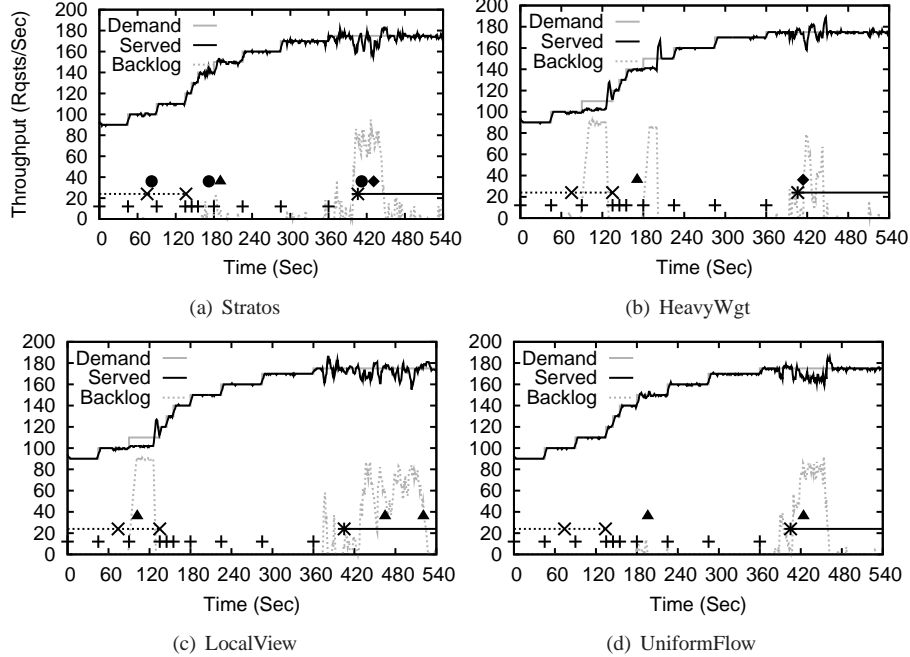 Throughput (Rqsts/Sec)
200
180
160
140
120
100
80
60
40
20
0
Demand
Served
Backlog
0 60 120 180 240 300 360 420 480 540
Time (Sec)
(a) Stratos
200
180
160
140
120
100
80
60
40
20
0
Demand
Served
Backlog
0 60 120 180 240 300 360 420 480 540
Time (Sec)
(b) HeavyWgt
200
180
160
140
120
100
80
60
40
20
0
Demand
Served
Backlog
0 60 120 180 240 300 360 420 480 540
Time (Sec)
(c) LocalView
200
180
160
140
120
100
80
60
40
20
0
Demand
Served
Backlog
0 60 120 180 240 300 360 420 480 540
Time (Sec)
(d) UniformFlow